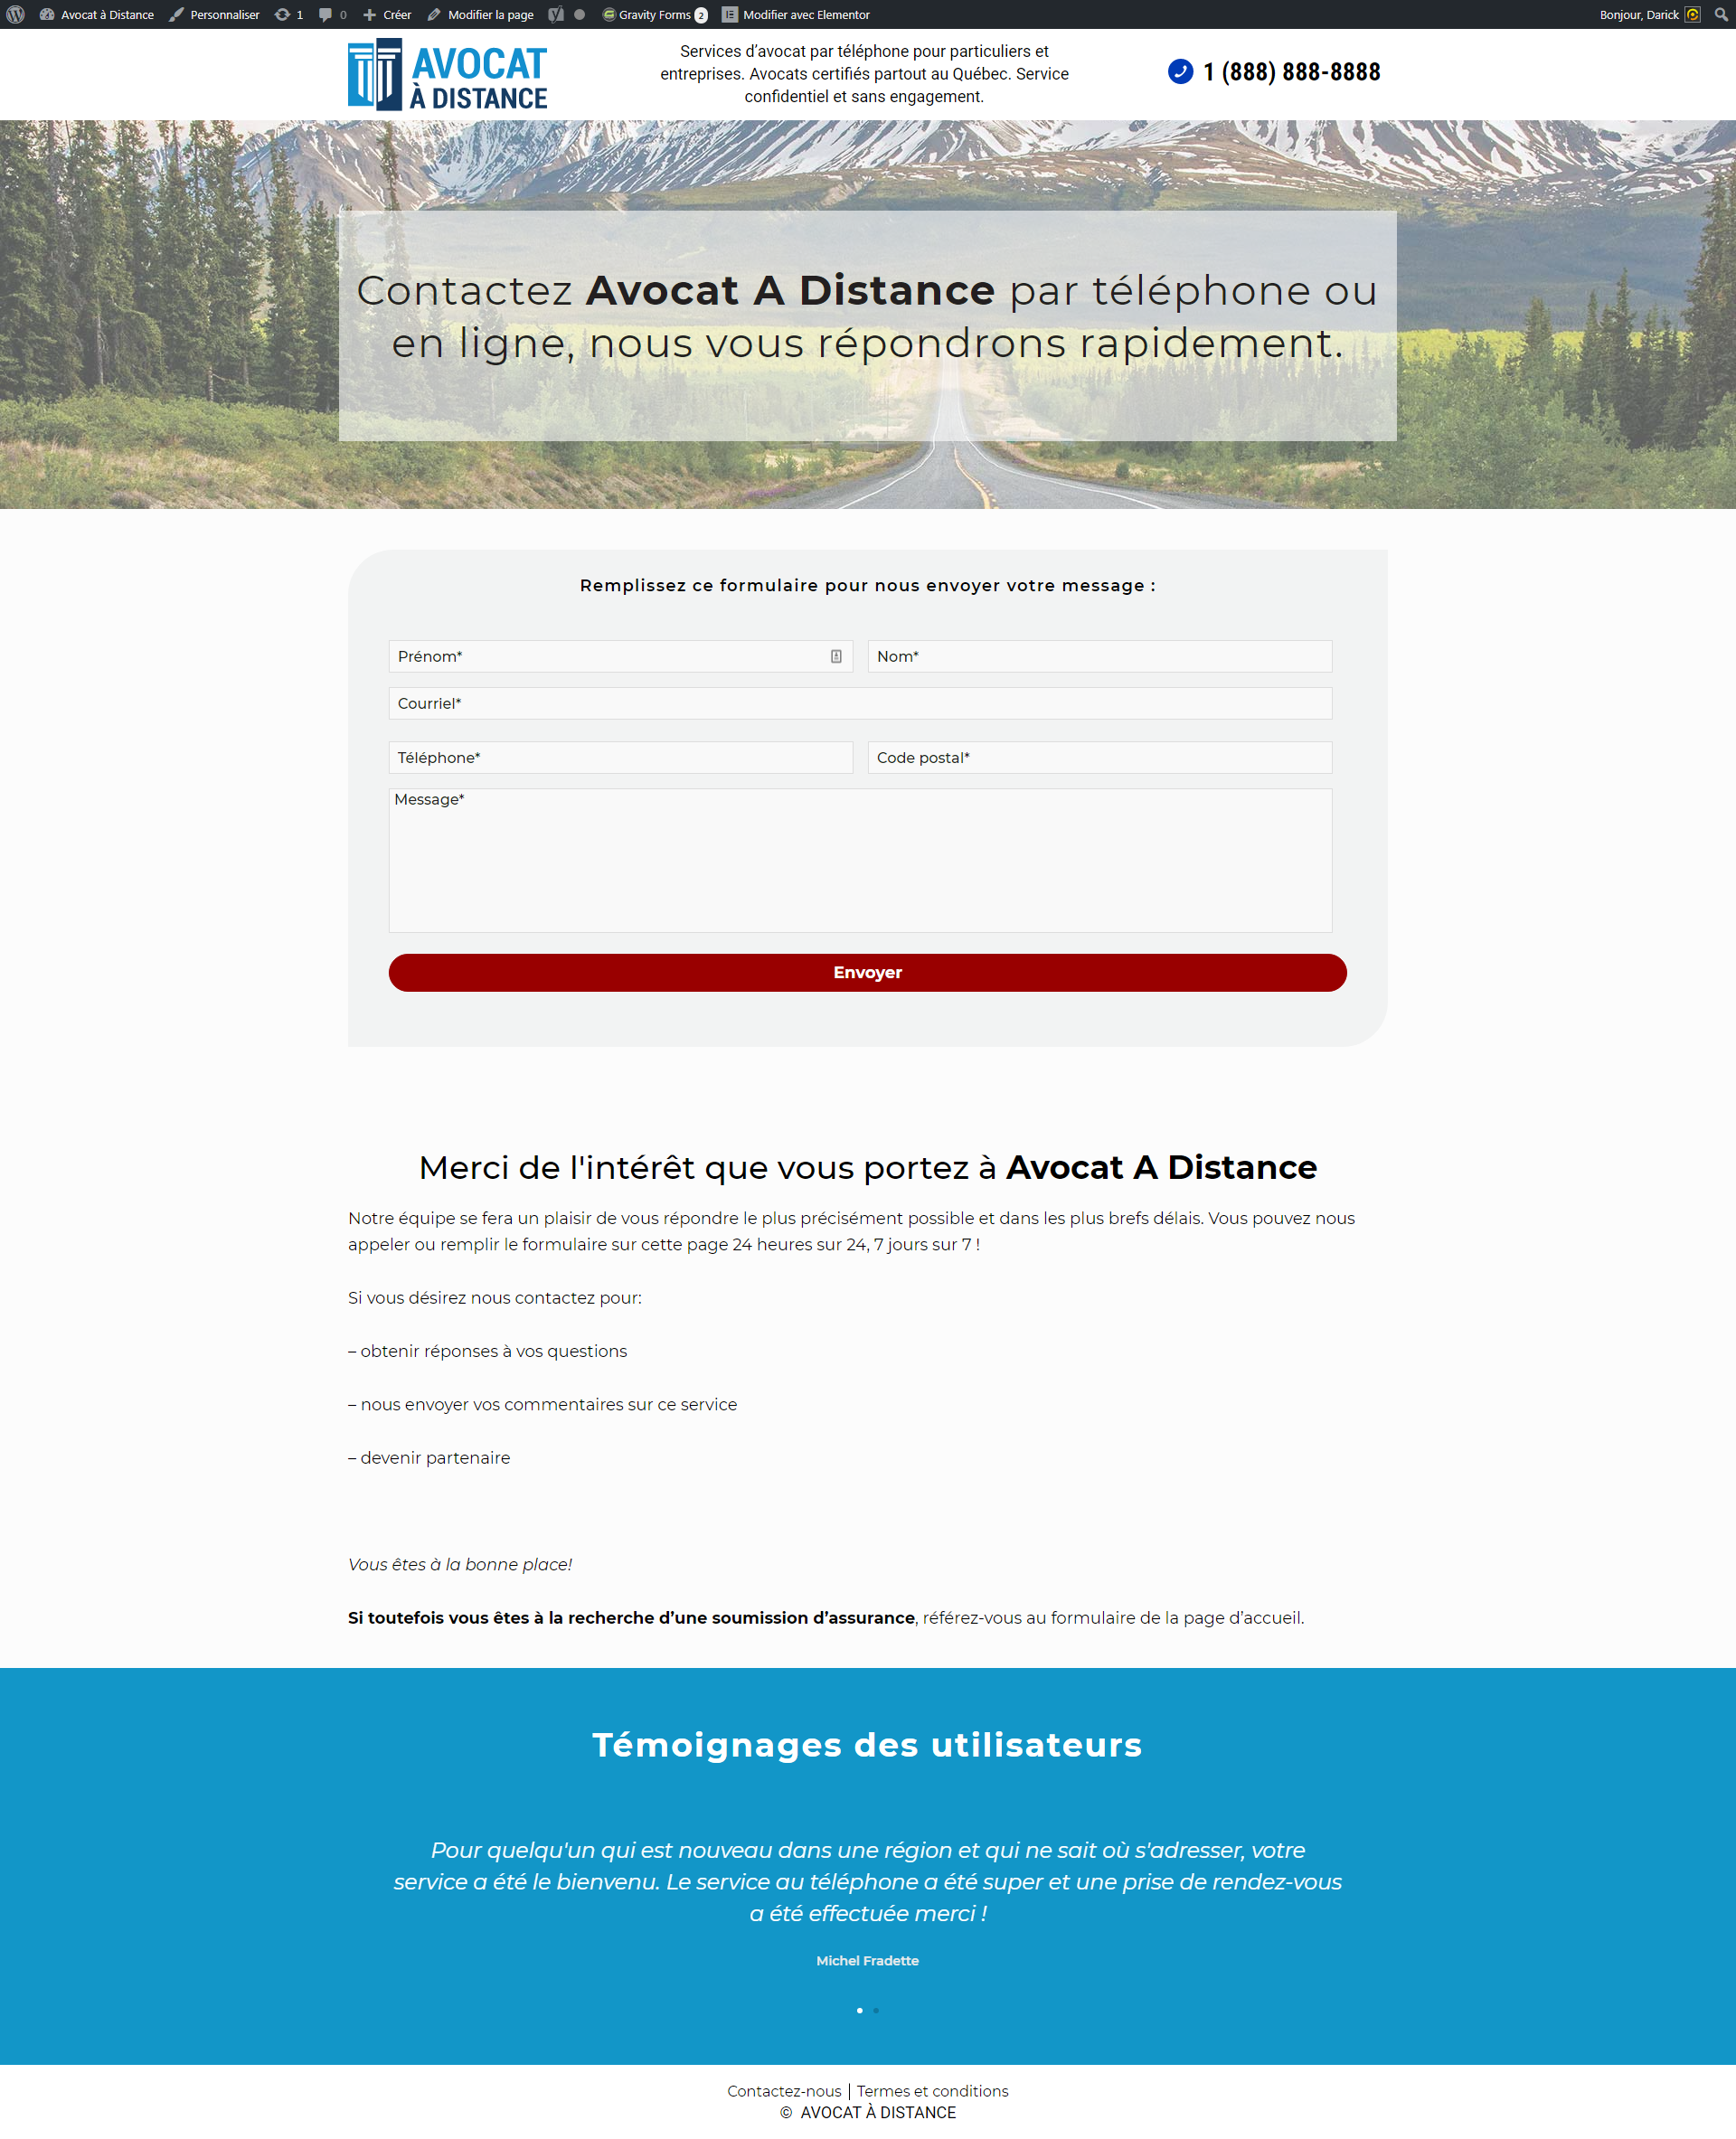 Avocat à Distance Personnaliser 1 0 Créer Modifier la page Gravity Forms 2 Modifier avec Elementor Bonjour, Darick
AVOCAT
À DISTANCE
Services d’avocat par téléphone pour particuliers et
entreprises. Avocats certifiés partout au Québec. Service
confidentiel et sans engagement.
1 (888) 888-8888
Contactez Avocat A Distance par téléphone ou
en ligne, nous vous répondrons rapidement.
Remplissez ce formulaire pour nous envoyer votre message :
Prénom* Nom*
Courriel*
Téléphone* Code postal*
Message*
Envoyer
Merci de l'intérêt que vous portez à Avocat A Distance
Notre équipe se fera un plaisir de vous répondre le plus précisément possible et dans les plus brefs délais. Vous pouvez nous
appeler ou remplir le formulaire sur cette page 24 heures sur 24, 7 jours sur 7 !
Si vous désirez nous contactez pour:
– obtenir réponses à vos questions
– nous envoyer vos commentaires sur ce service
– devenir partenaire
Vous êtes à la bonne place!
Si toutefois vous êtes à la recherche d’une soumission d’assurance, référez-vous au formulaire de la page d’accueil.
Témoignages des utilisateurs
Pour quelqu'un qui est nouveau dans une région et qui ne sait où s'adresser, votre
service a été le bienvenu. Le service au téléphone a été super et une prise de rendez-vous
a été effectuée merci !
Michel Fradette
Contactez-nous | Termes et conditions
© AVOCAT À DISTANCE